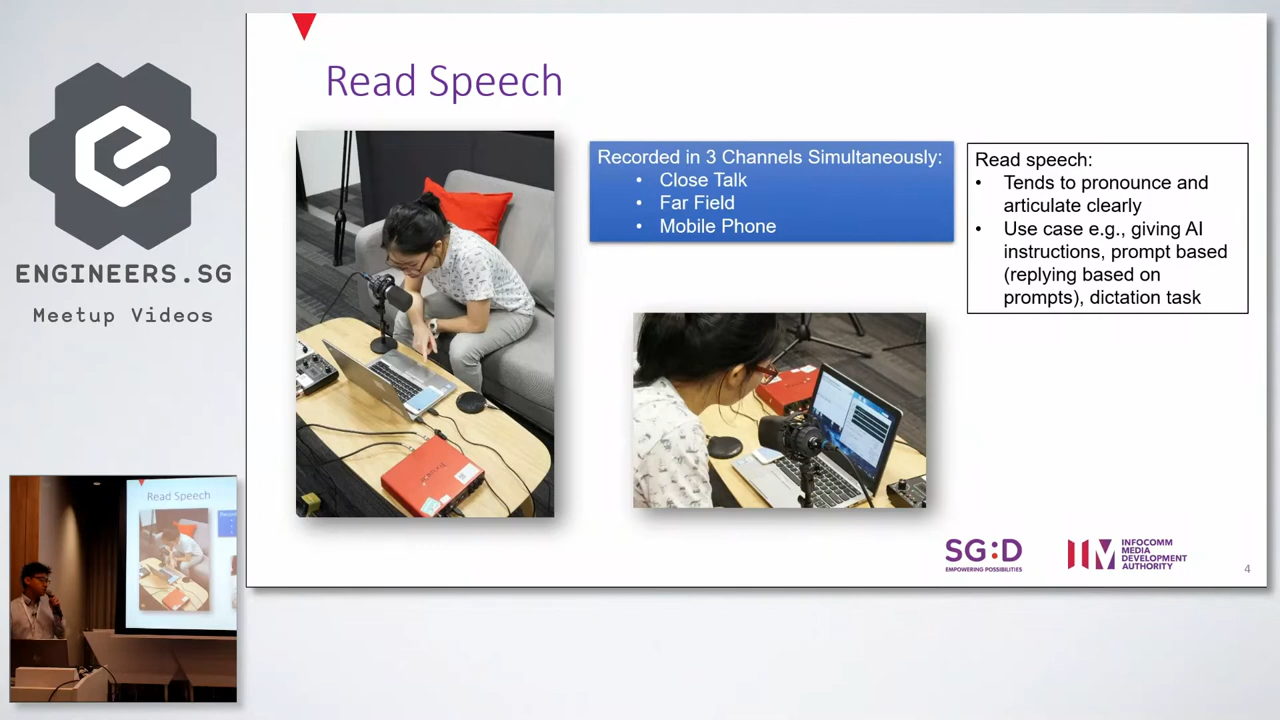 ENGINEERS.SG
Meetup Videos
Read Speech
Recorded in 3 Channels Simultaneously:
• Close Talk
• Far Field
• Mobile Phone
Read speech:
• Tends to pronounce and
articulate clearly
• Use case e.g., giving AI
instructions, prompt based
(replying based on
prompts), dictation task
SG:D
EMPOWERING POSSIBILITIES
IM
INFOCOMM
MEDIA
DEVELOPMENT
AUTHORITY
4
Read Speech